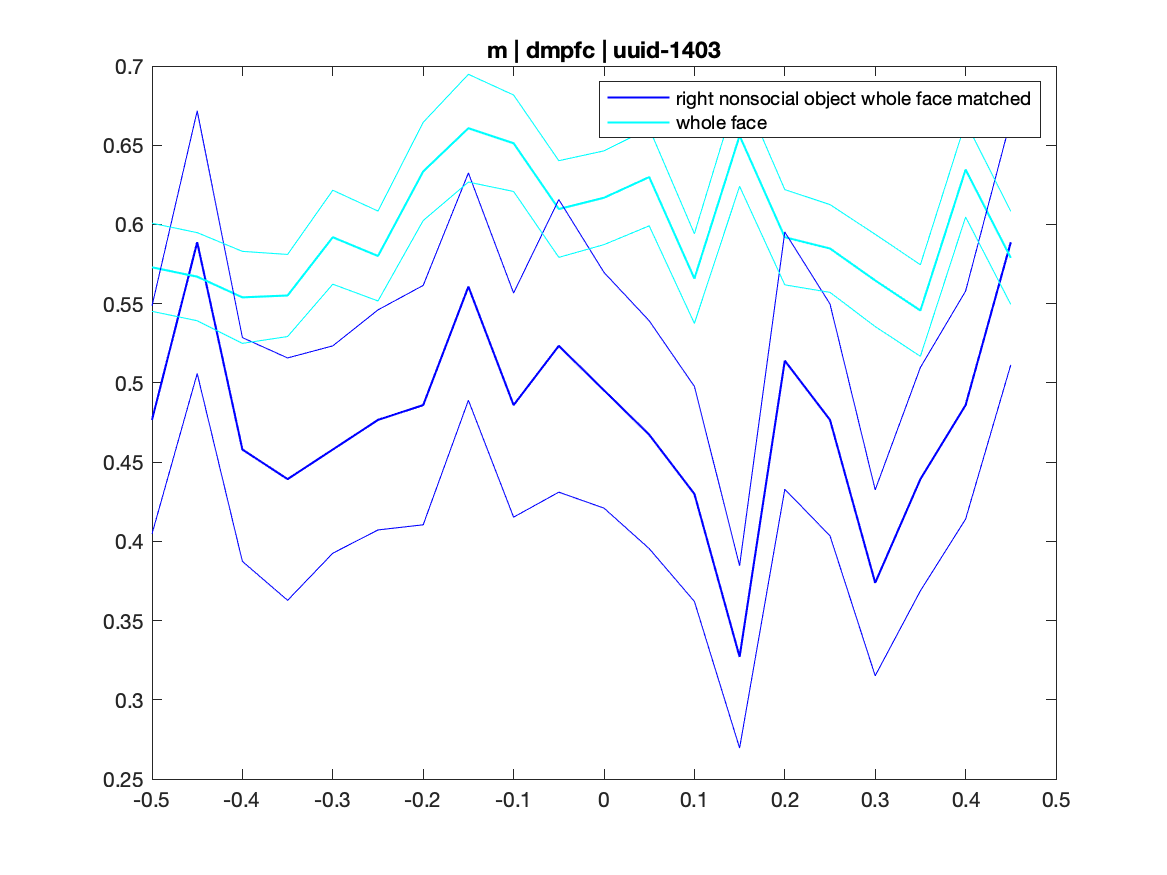 m | dmpfc | uuid-1403
right nonsocial object whole face matched
whole face
0.7
0.65
0.6
0.55
0.5
0.45
0.4
0.35
0.3
0.25
-0.5 -0.4 -0.3 -0.2 -0.1 0 0.1 0.2 0.3 0.4 0.5